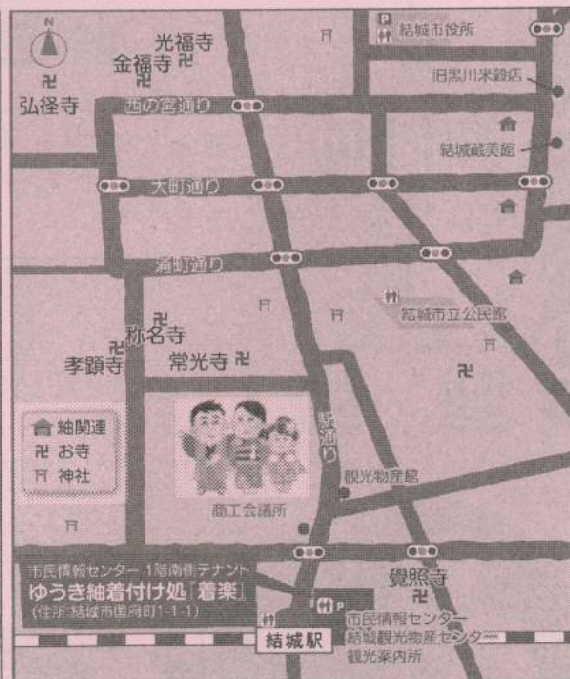 N
光福寺
金福寺
弘経寺
西の宮通り
P
結城市役所
旧黒川米穀店
結城蔵美館
大町通り
浦町通り
結城市立公民館
称名寺
孝顕寺
常光寺
駅通り
紬関連
お寺
神社
観光物産館
商工会議所
市民情報センター 1階南側テナント
ゆうき紬着付け処「着楽」
(住所:結城市国府町1-1-1)
覺照寺
P
市民情報センター
結城観光物産センター
観光案内所
結城駅